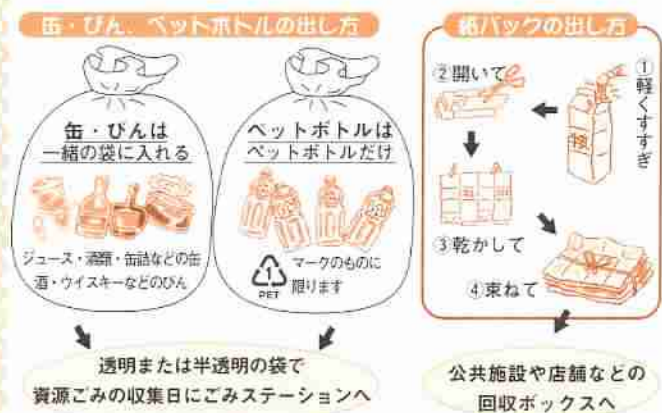 缶・びん、ペットボトルの出し方
缶・びんは
一緒の袋に入れる
ジュース・酒類・缶詰などの缶
酒・ウイスキーなどのびん
ペットボトルは
ペットボトルだけ
1
PET
マークのものに
限ります
透明または半透明の袋で
資源ごみの収集日にごみステーションへ
紙パックの出し方
①軽くすすぎ
②開いて
③乾かして
④束ねて
公共施設や店舗などの
回収ボックスへ